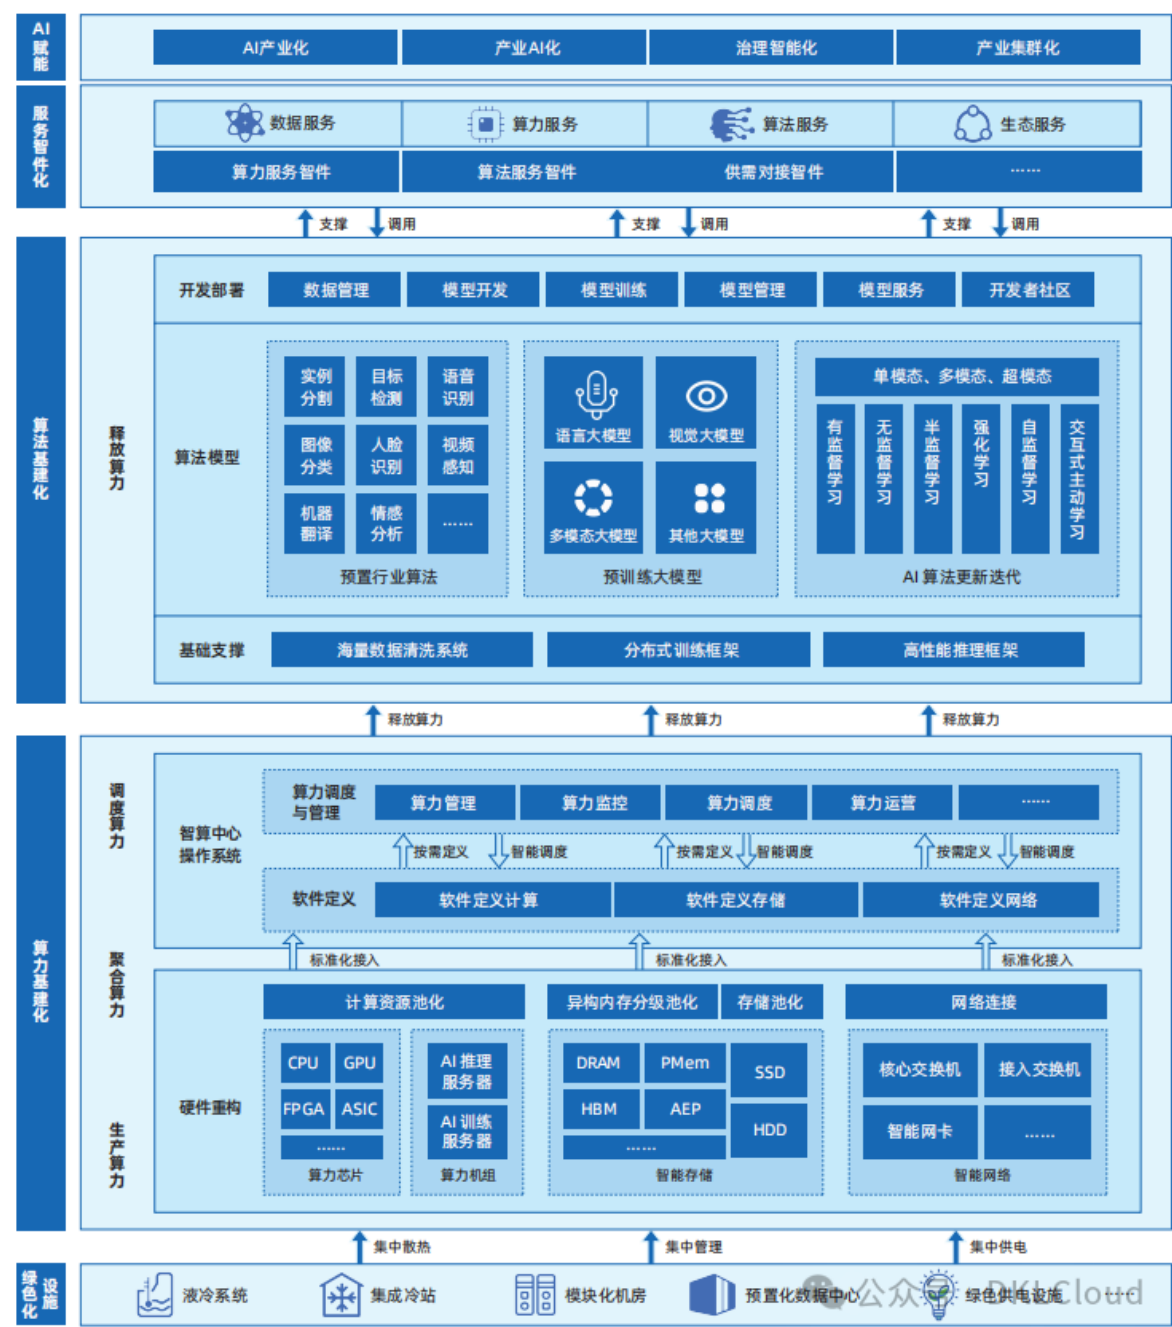 AI赋能
AI产业化 产业AI化 治理智能化 产业集群化
服务智件化
数据服务 算力服务 算法服务 生态服务
算力服务智件 算法服务智件 供需对接智件 ……
支撑 调用 支撑 调用 支撑 调用
算法基建化
释放算力
开发部署 数据管理 模型开发 模型训练 模型管理 模型服务 开发者社区
算法模型
实例分割 目标检测 语音识别
图像分类 人脸识别 视频感知
机器翻译 情感分析 ……
预置行业算法
语言大模型 视觉大模型
多模态大模型 其他大模型
预训练大模型
单模态、多模态、超模态
有监督学习 无监督学习 半监督学习 强化学习 自监督学习 交互式主动学习
AI 算法更新迭代
基础支撑 海量数据清洗系统 分布式训练框架 高性能推理框架
释放算力 释放算力 释放算力
算力基建化
调度算力
聚合算力
生产算力
智算中心
操作系统
算力调度
与管理
算力管理 算力监控 算力调度 算力运营 ……
按需定义 智能调度 按需定义 智能调度 按需定义 智能调度
软件定义 软件定义计算 软件定义存储 软件定义网络
标准化接入 标准化接入 标准化接入
硬件重构
计算资源池化 异构内存分级池化 存储池化 网络连接
CPU GPU
FPGA ASIC
……
算力芯片
AI 推理
服务器
AI 训练
服务器
算力机组
DRAM PMem SSD
HBM AEP HDD
……
智能存储
核心交换机 接入交换机
智能网卡 ……
智能网络
集中散热 集中管理 集中供电
设施绿色化
液冷系统 集成冷站 模块化机房 预置化数据中心 绿色供电设施 ……
公众号 DKLCloud